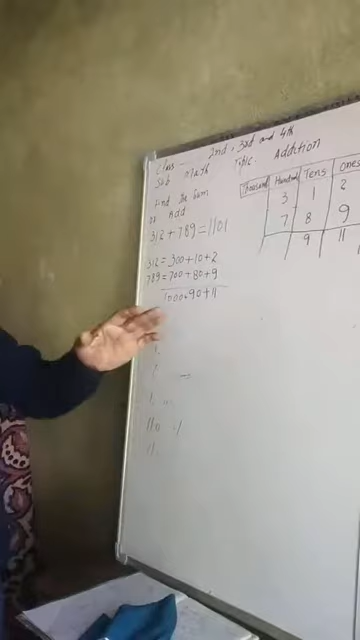 Class 2nd, 3rd and 4th
Sub Math Topic. Addition
Find the Sum
or Add
312 + 789 = 1101
312 = 300+10+2
789 = 700+80+9
1000+90+11
Thousand Hundred Tens Ones
3 1 2
7 8 9
9 11